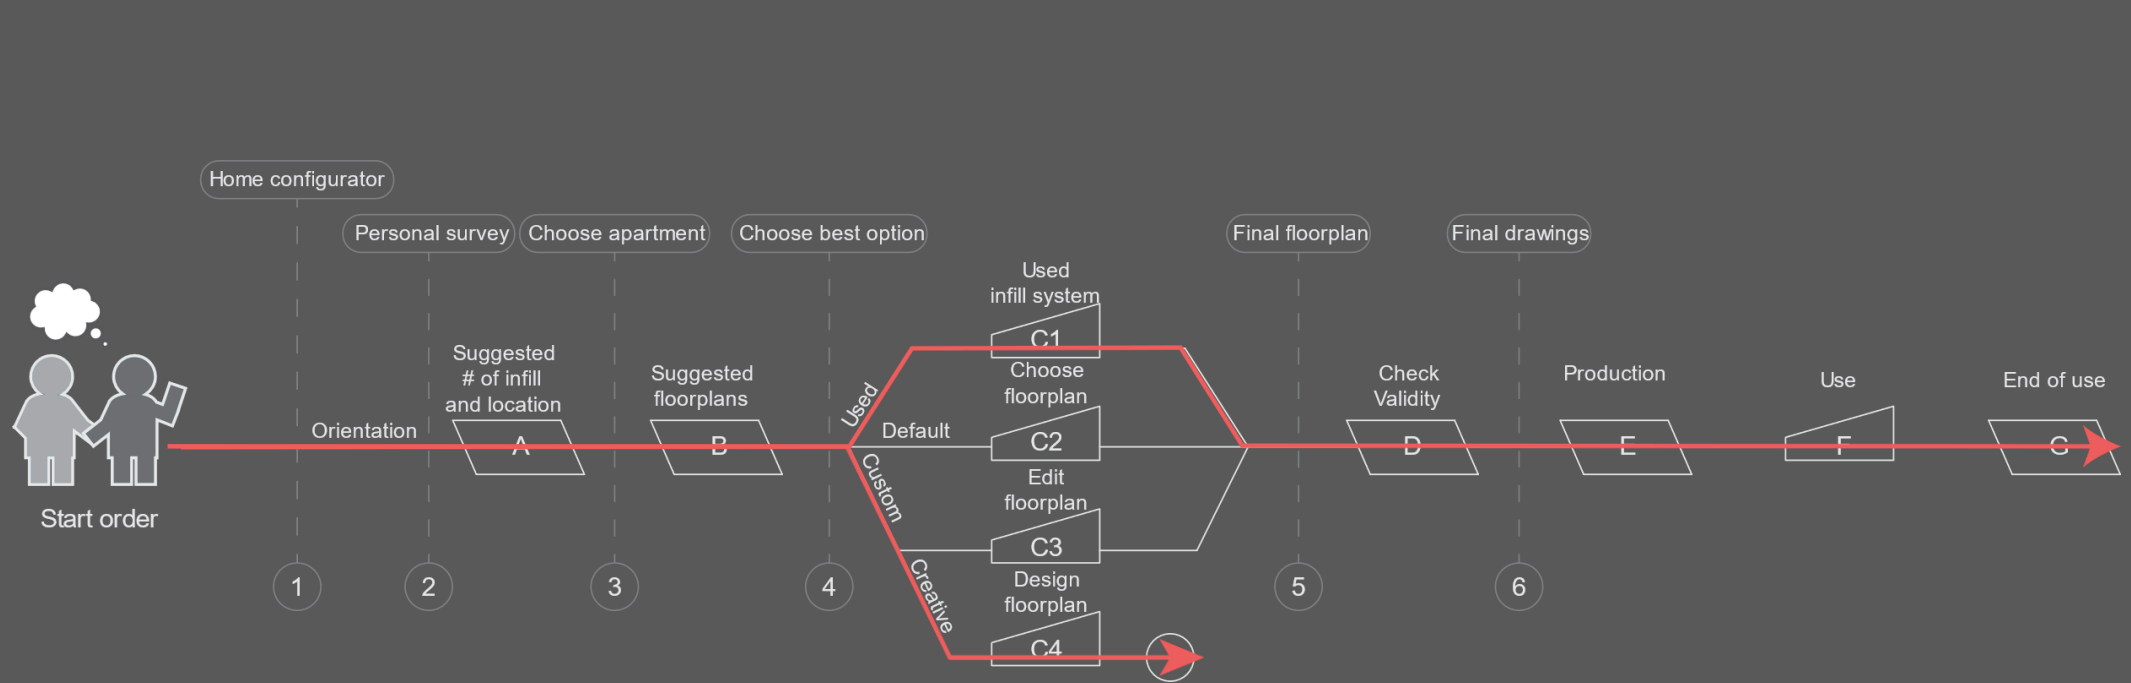 Home configurator
Personal survey
Choose apartment
Choose best option
Final floorplan
Final drawings
Start order
Orientation
Suggested
# of infill
and location
A
Suggested
floorplans
B
Used
Default
Custom
Creative
Used
infill system
C1
Choose
floorplan
C2
Edit
floorplan
C3
Design
floorplan
C4
Check
Validity
D
Production
E
Use
F
End of use
G
1
2
3
4
5
6